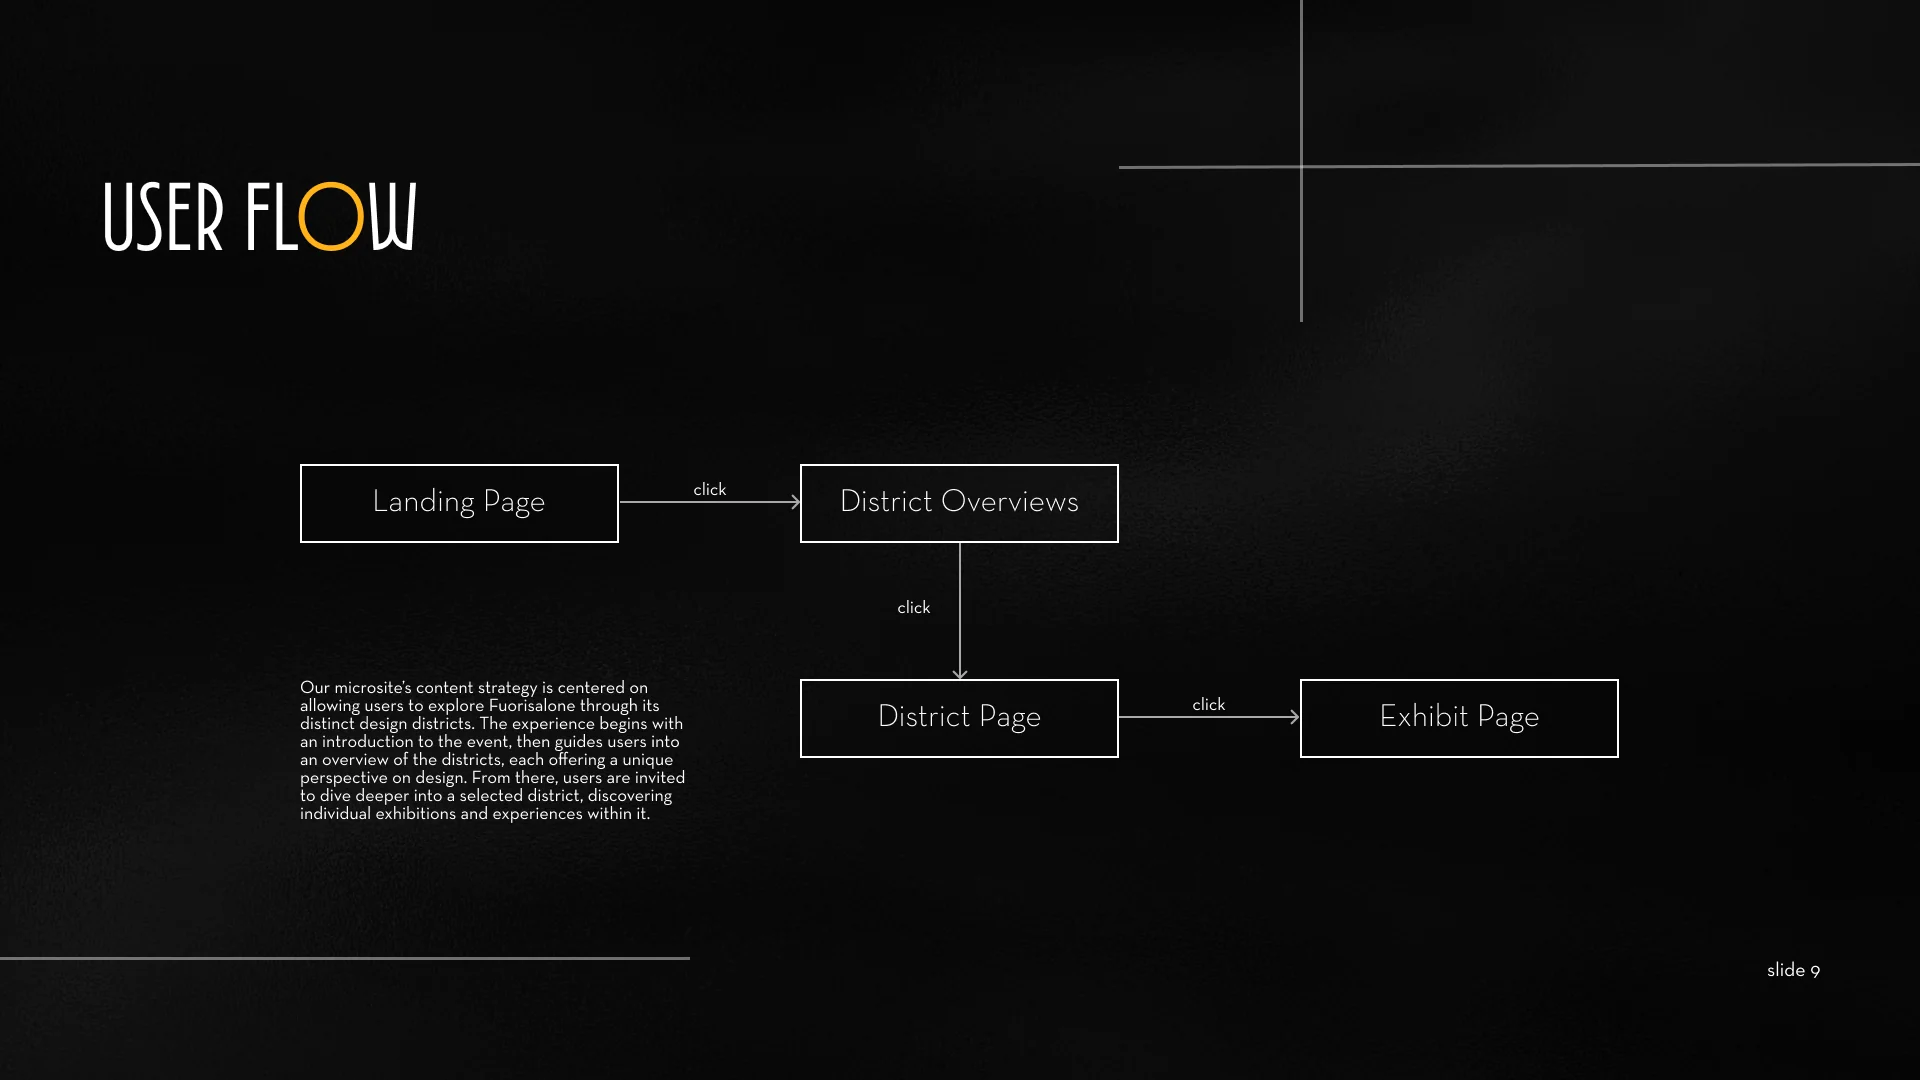 USER FLOW
Landing Page
click
District Overviews
click
District Page
click
Exhibit Page
Our microsite's content strategy is centered on
allowing users to explore Fuorisalone through its
distinct design districts. The experience begins with
an introduction to the event, then guides users into
an overview of the districts, each offering a unique
perspective on design. From there, users are invited
to dive deeper into a selected district, discovering
individual exhibitions and experiences within it.
slide 9